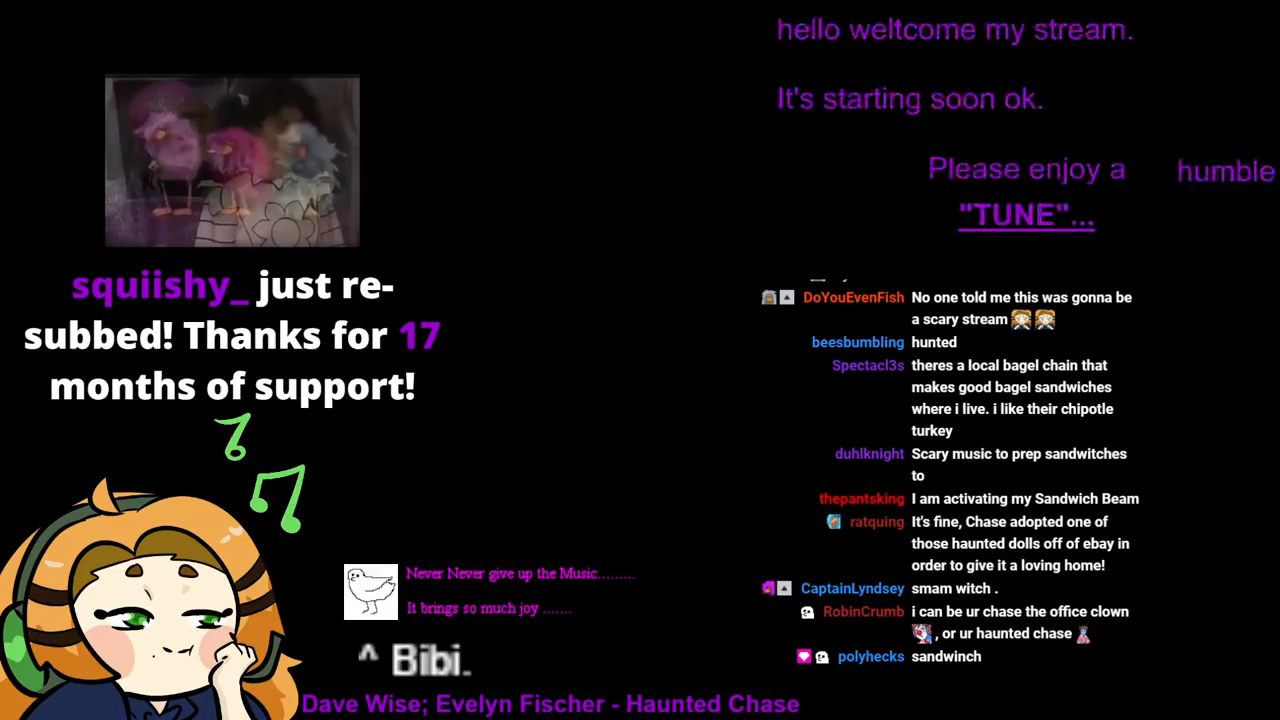 hello weltcome my stream.
It's starting soon ok.
Please enjoy a humble
"TUNE"...
squiishy_ just re-
subbed! Thanks for 17
months of support!
DoYouEvenFish No one told me this was gonna be
a scary stream
beesbumbling hunted
Spectacl3s theres a local bagel chain that
makes good bagel sandwiches
where i live. i like their chipotle
turkey
duhlknight Scary music to prep sandwitches
to
thepantsking I am activating my Sandwich Beam
ratquing It's fine, Chase adopted one of
those haunted dolls off of ebay in
order to give it a loving home!
CaptainLyndsey smam witch .
RobinCrumb i can be ur chase the office clown
, or ur haunted chase
polyhecks sandwinch
Never Never give up the Music.........
It brings so much joy .......
^ Bibi.
Dave Wise; Evelyn Fischer - Haunted Chase